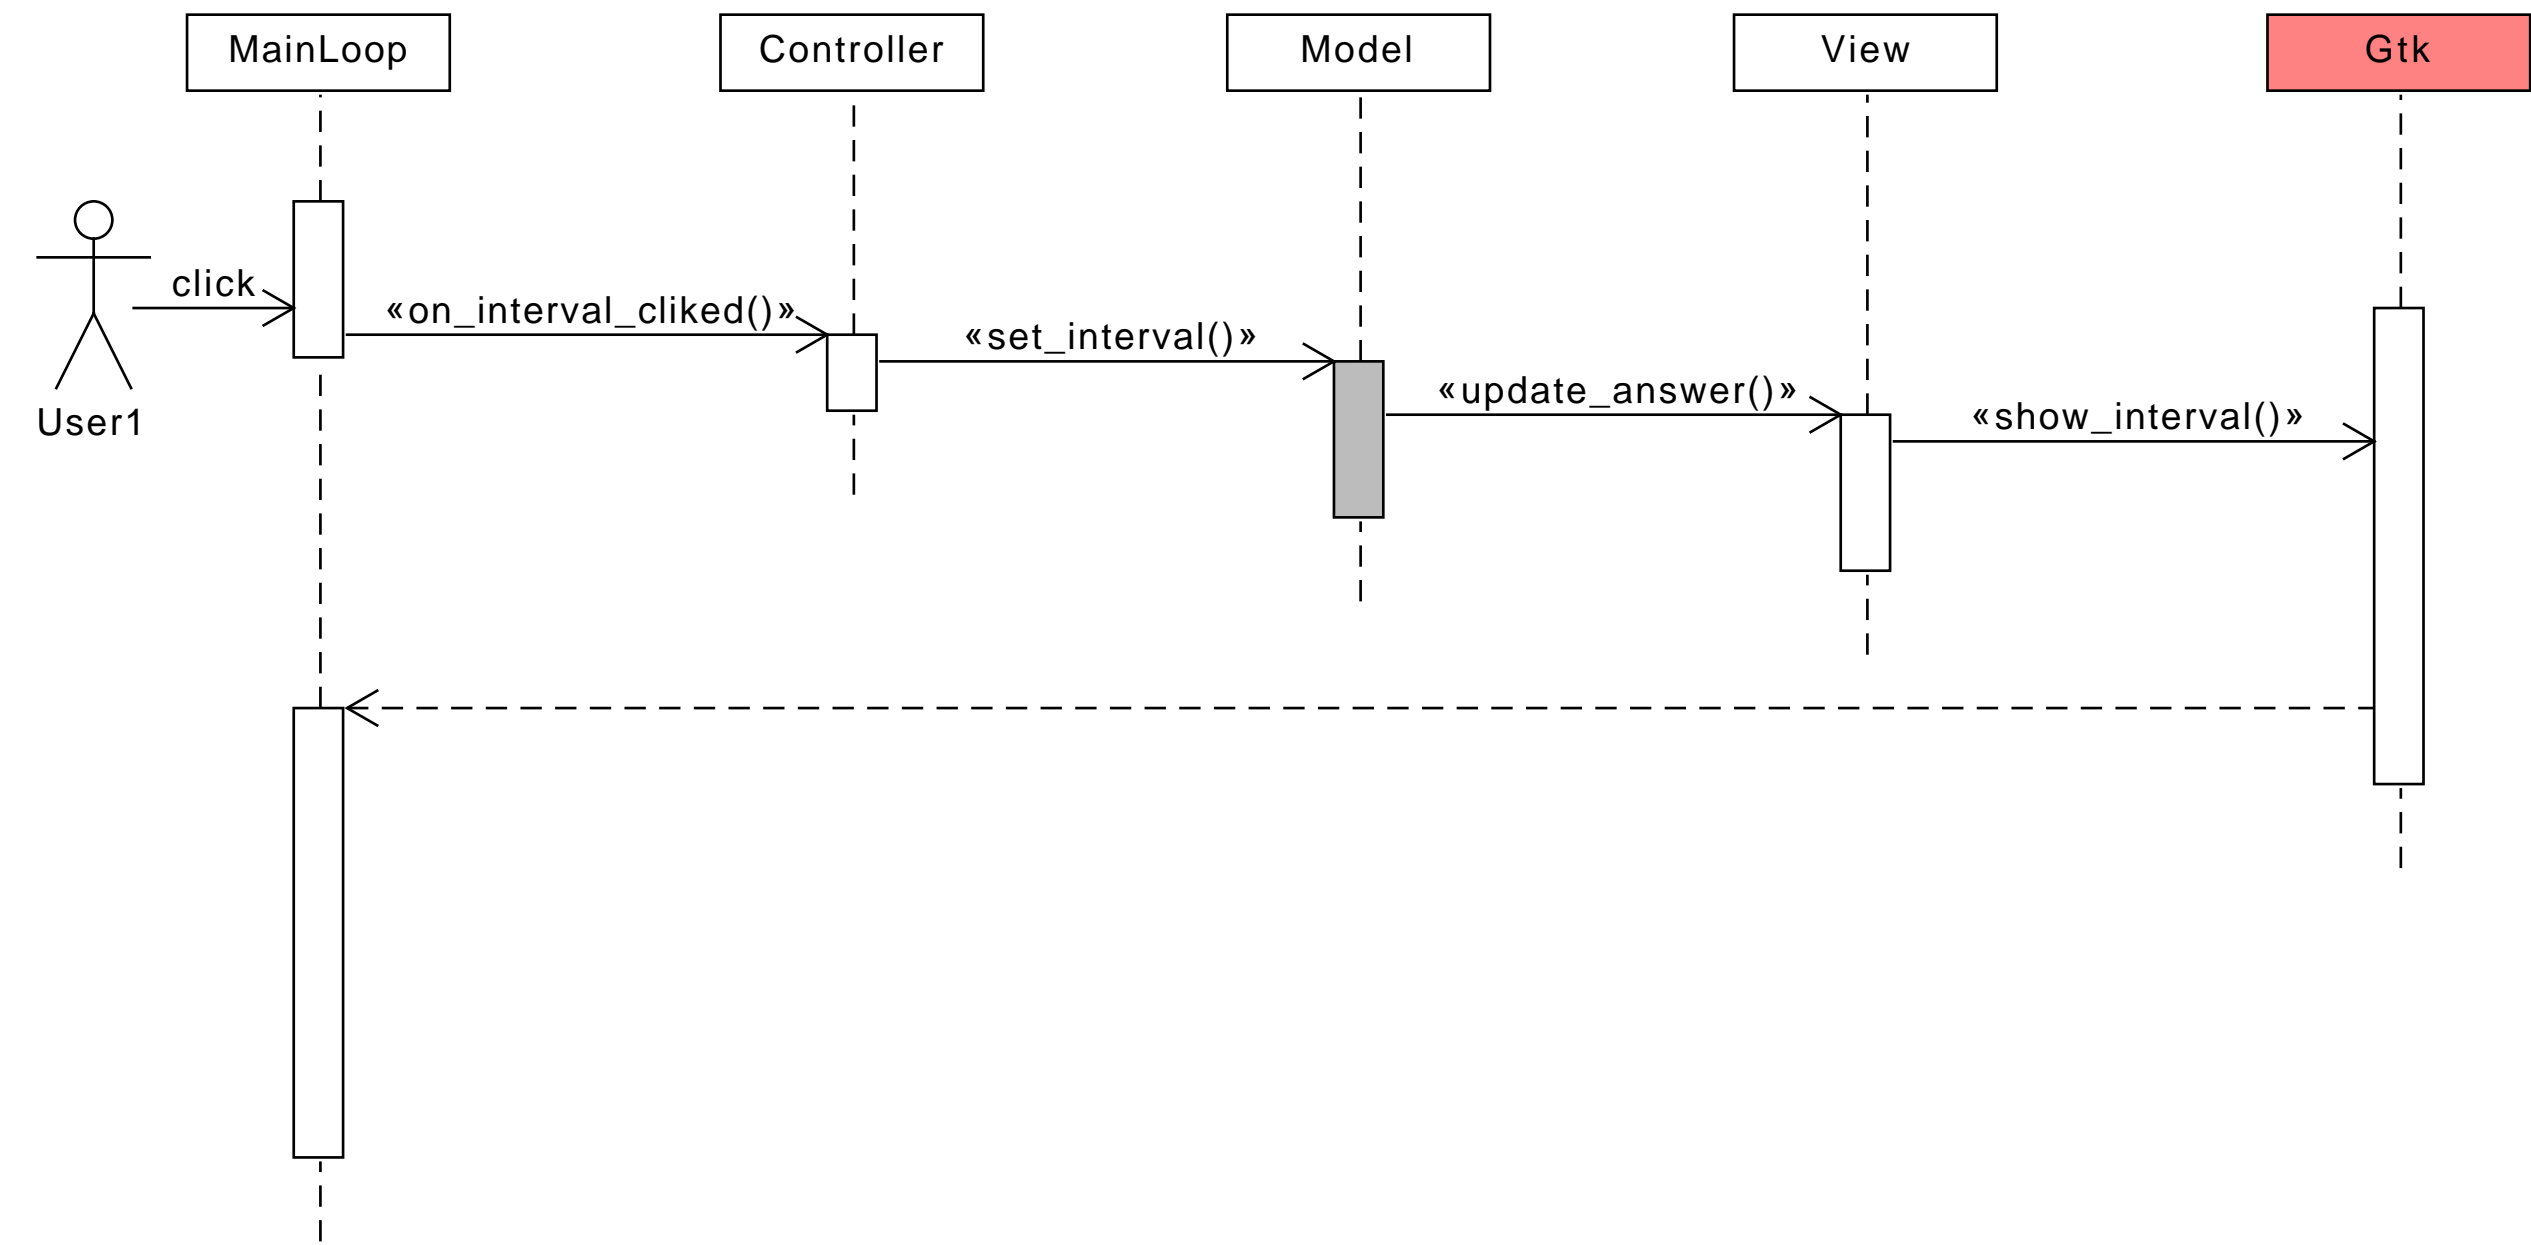 MainLoop
Controller
Model
View
Gtk
click
«on_interval_cliked()»
«set_interval()»
«update_answer()»
«show_interval()»
User1